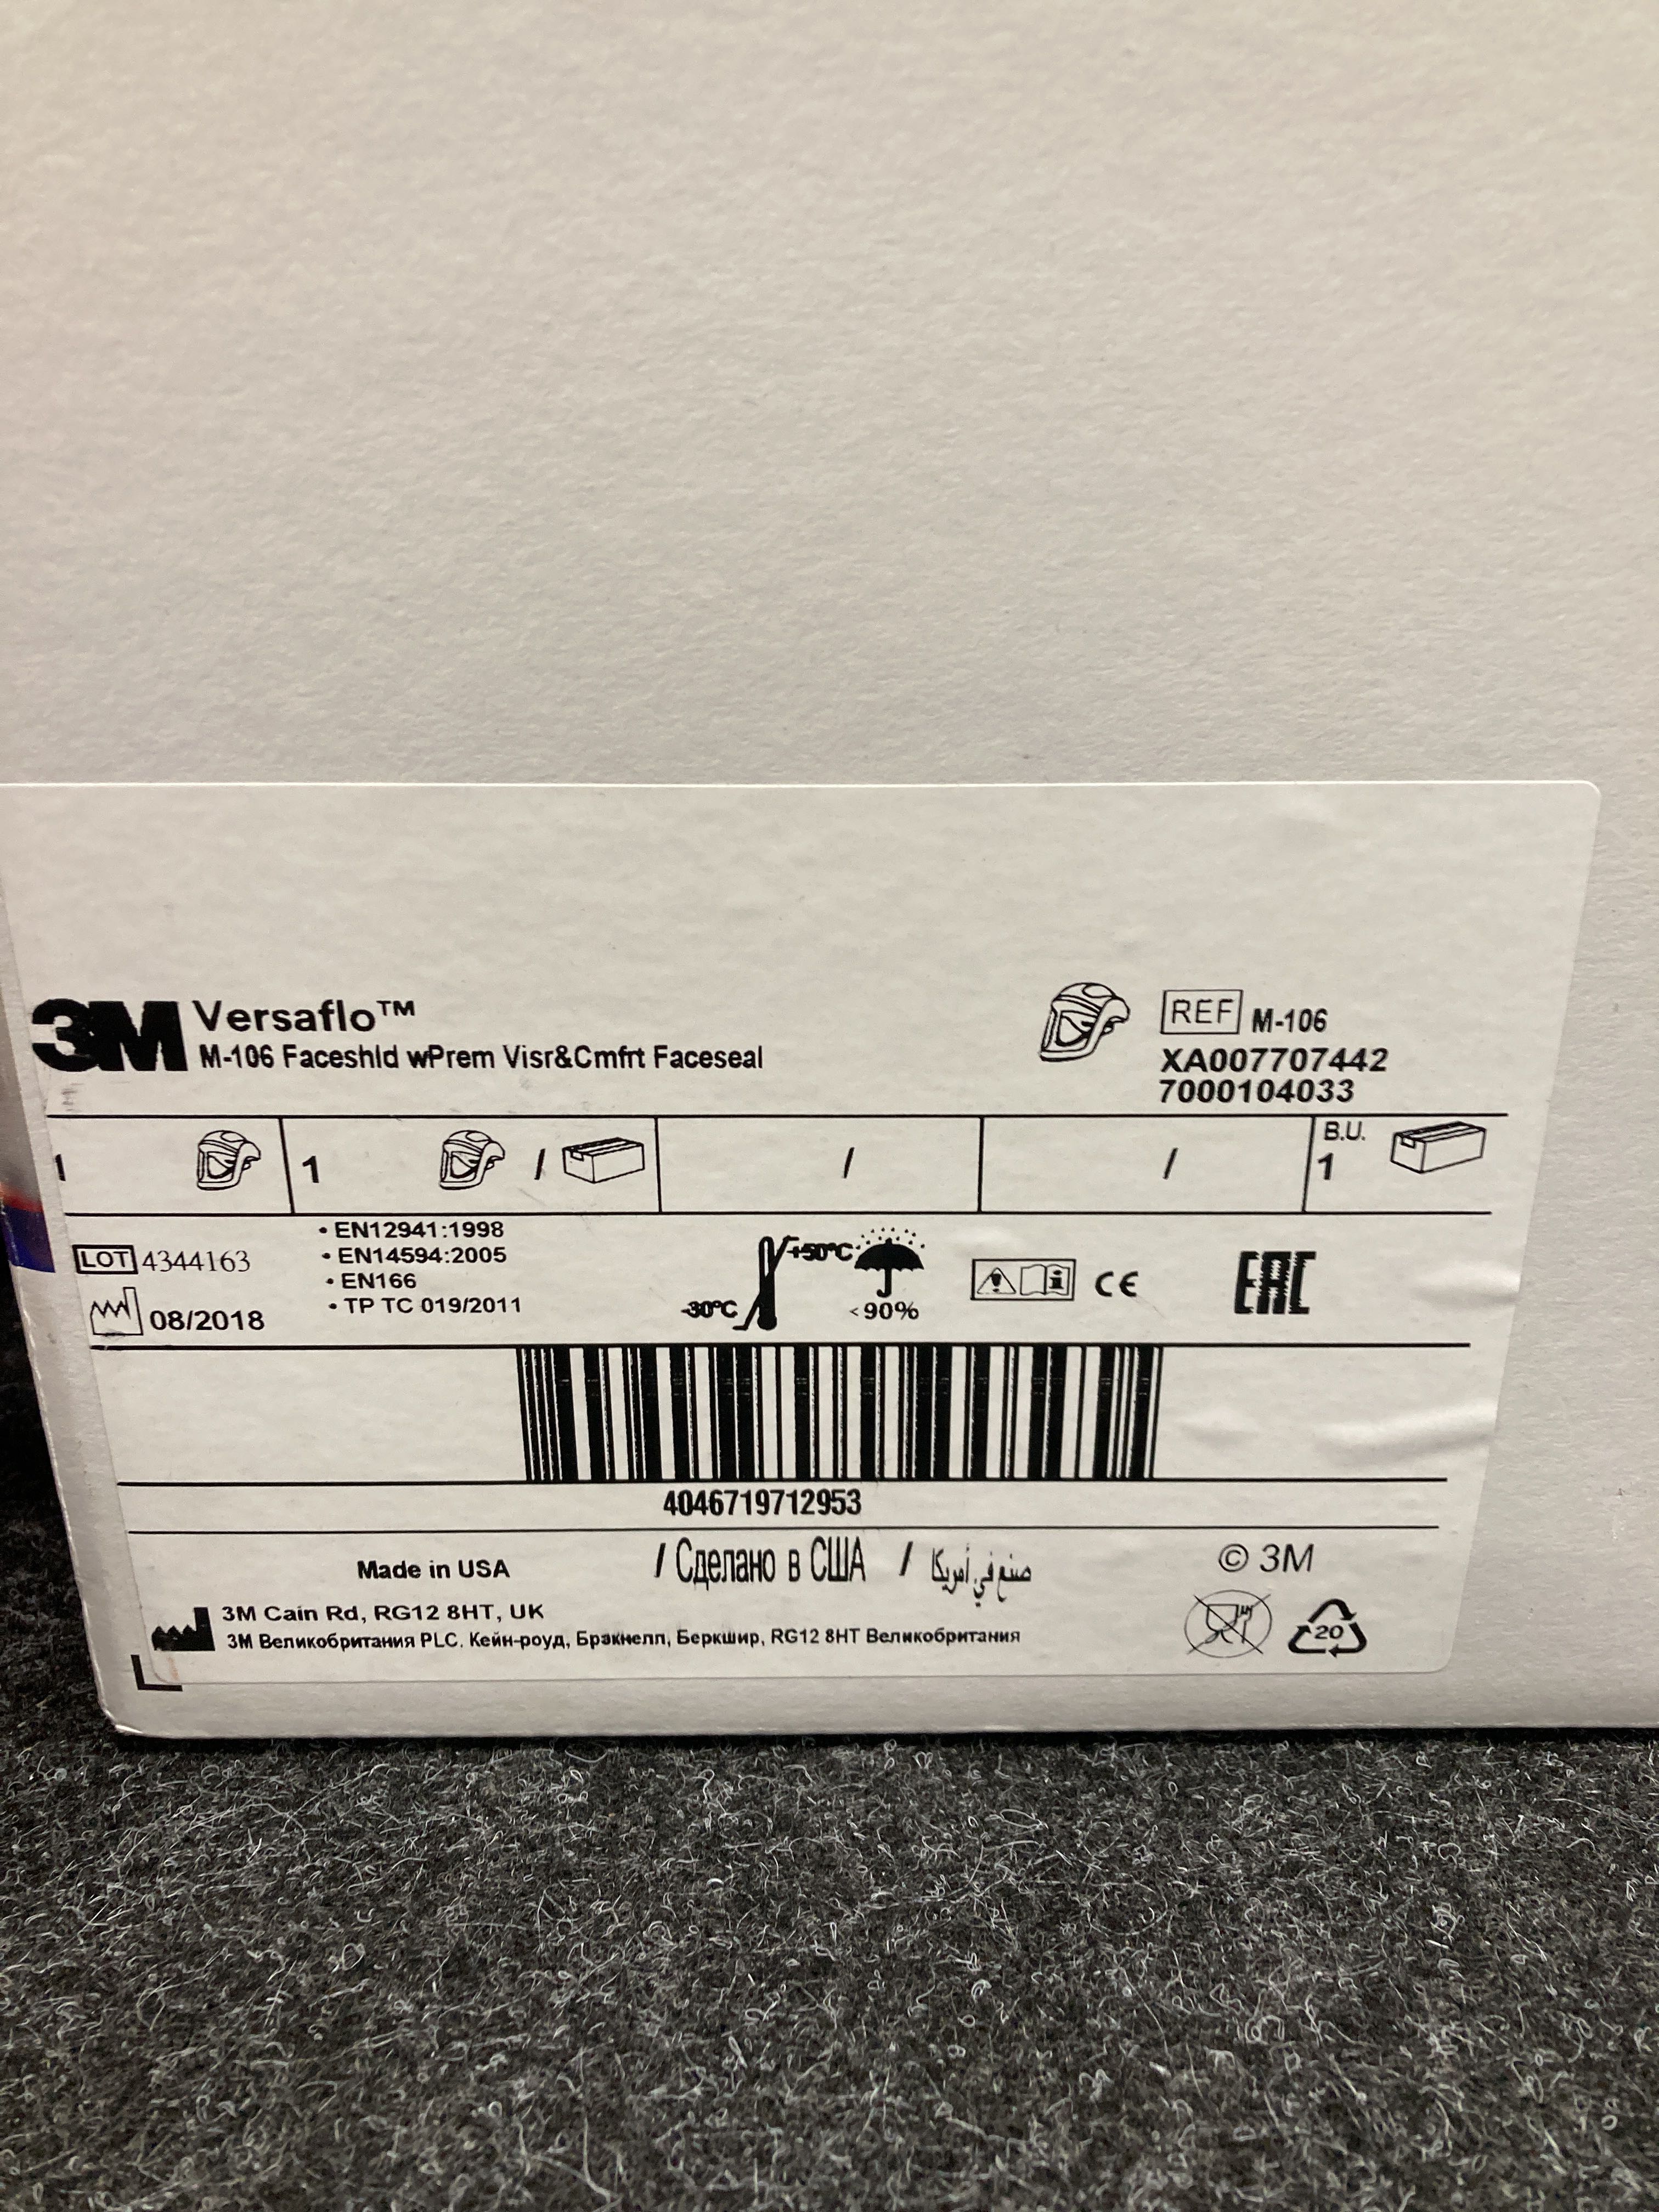 3M Versaflo™
M-106 Faceshld wPrem Visr&Cmfrt Faceseal
REF M-106
XA007707442
7000104033
1
1 /
/
/
B.U.
1
LOT 4344163
08/2018
• EN12941:1998
• EN14594:2005
• EN166
• TP TC 019/2011
-30°C +50°C
<90%
CE
EAC
4046719712953
Made in USA / Сделано в США / صنع في أمريكا
© 3M
3M Cain Rd, RG12 8HT, UK
3М Великобритания PLC, Кейн-роуд, Брэкнелл, Беркшир, RG12 8HT Великобритания
20